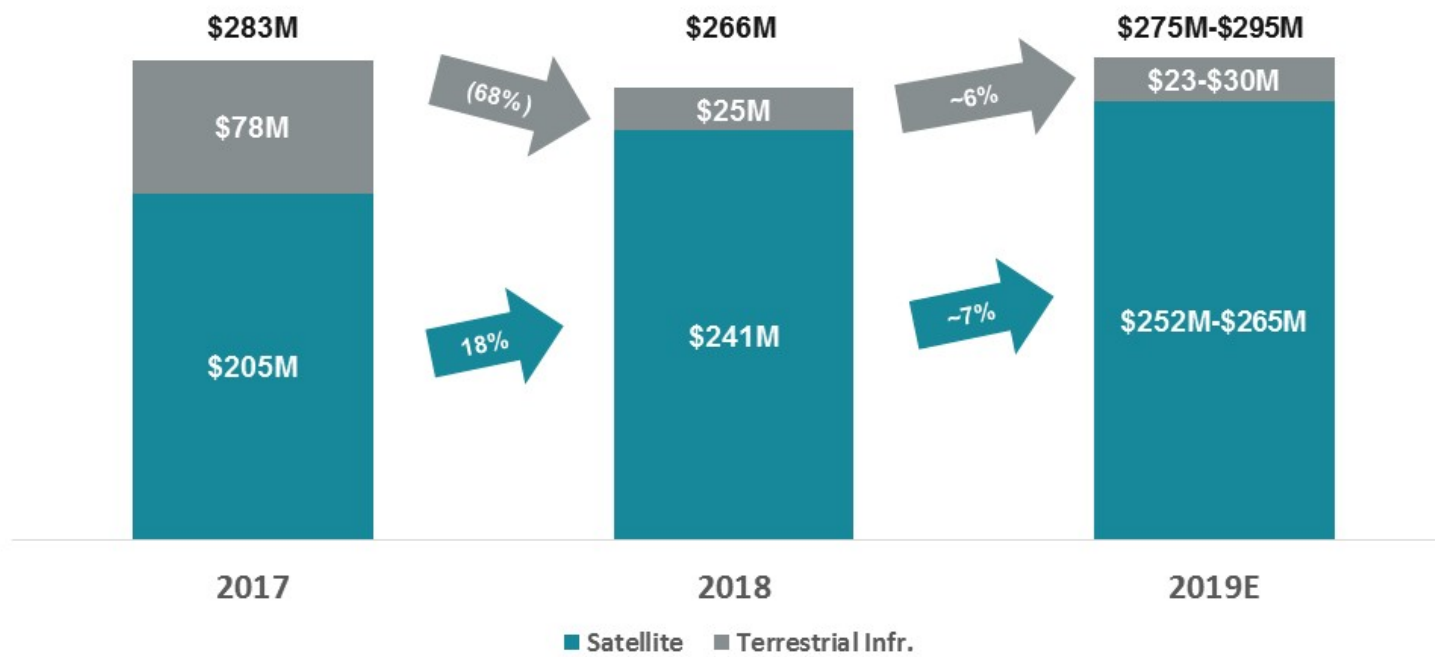 $283M
$266M
$275M-$295M
(68%)
~6%
$23-$30M
$78M
$25M
18%
~7%
$252M-$265M
$205M
$241M
2017
2018
2019E
Satellite
Terrestrial Infr.